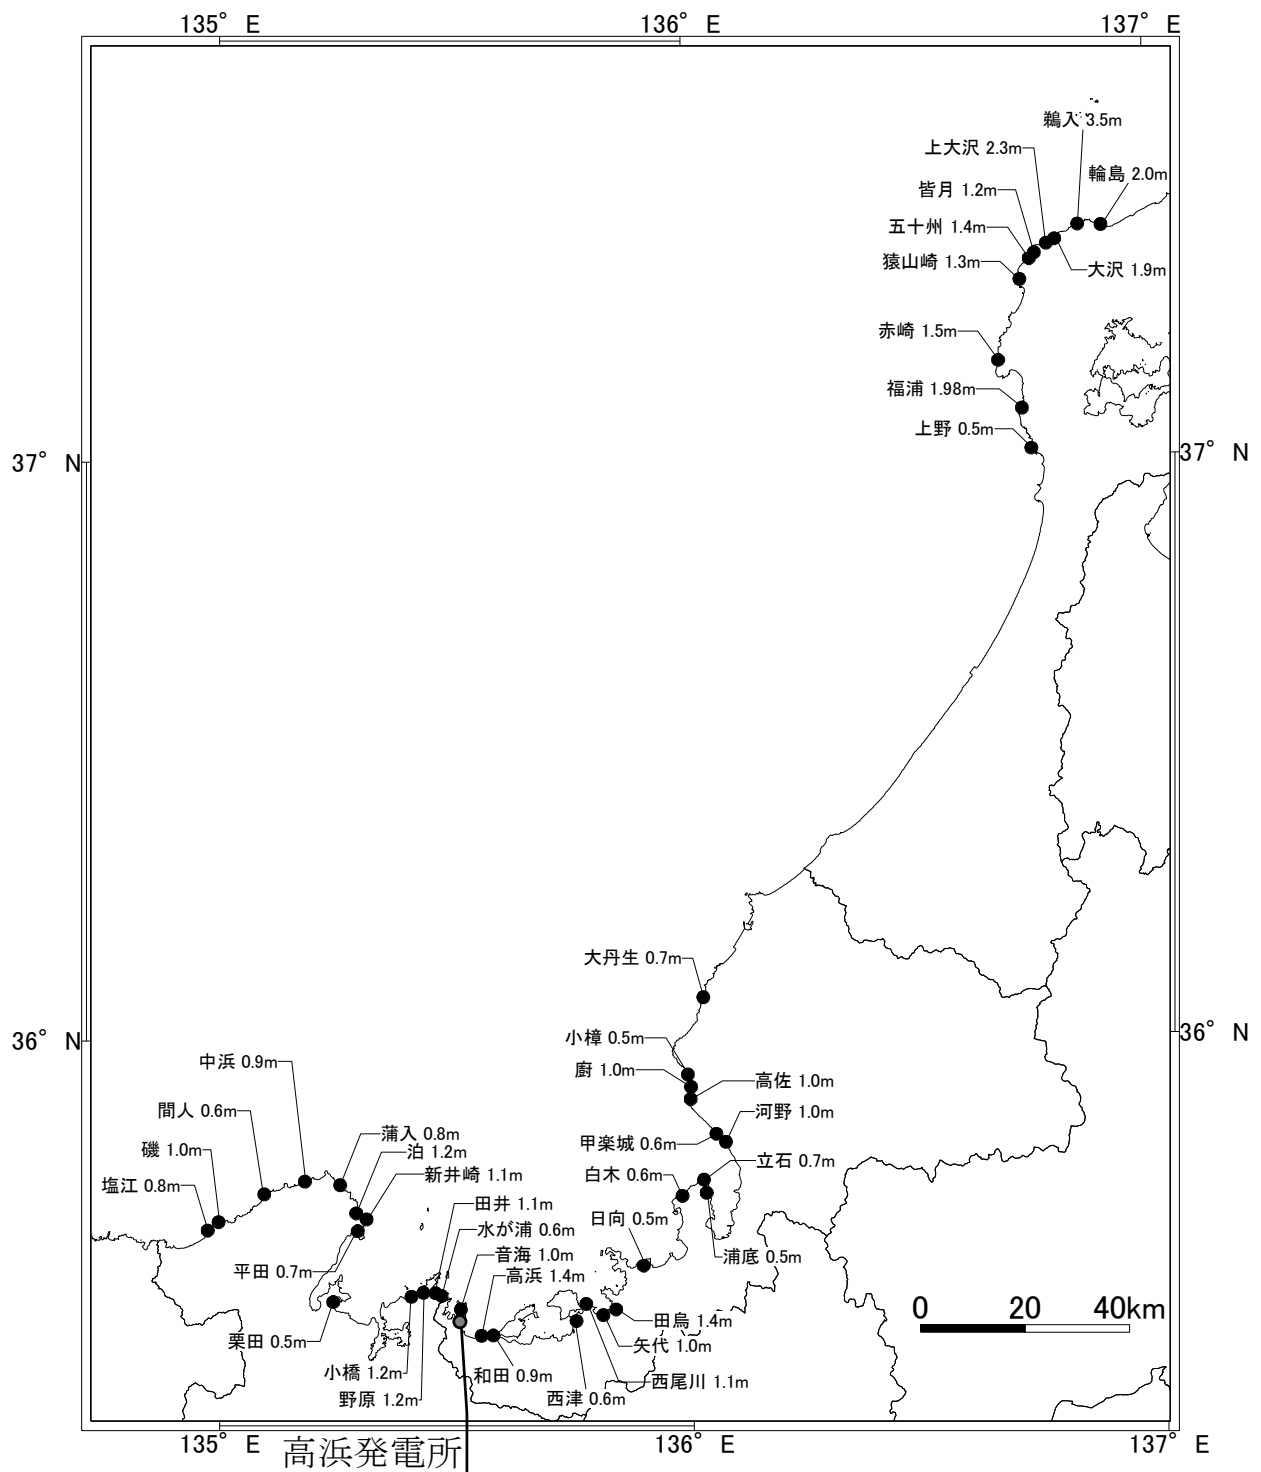 135° E
136° E
137° E
鵜入 3.5m
上大沢 2.3m
輪島 2.0m
皆月 1.2m
五十州 1.4m
猿山崎 1.3m
大沢 1.9m
赤崎 1.5m
福浦 1.98m
上野 0.5m
37° N
37° N
大丹生 0.7m
36° N
36° N
小樟 0.5m
中浜 0.9m
厨 1.0m
高佐 1.0m
間人 0.6m
河野 1.0m
蒲入 0.8m
甲楽城 0.6m
磯 1.0m
泊 1.2m
立石 0.7m
新井崎 1.1m
白木 0.6m
塩江 0.8m
田井 1.1m
日向 0.5m
水が浦 0.6m
音海 1.0m
浦底 0.5m
平田 0.7m
高浜 1.4m
0 20 40km
田烏 1.4m
栗田 0.5m
矢代 1.0m
小橋 1.2m
和田 0.9m
西尾川 1.1m
野原 1.2m
西津 0.6m
135° E
136° E
137° E
高浜発電所